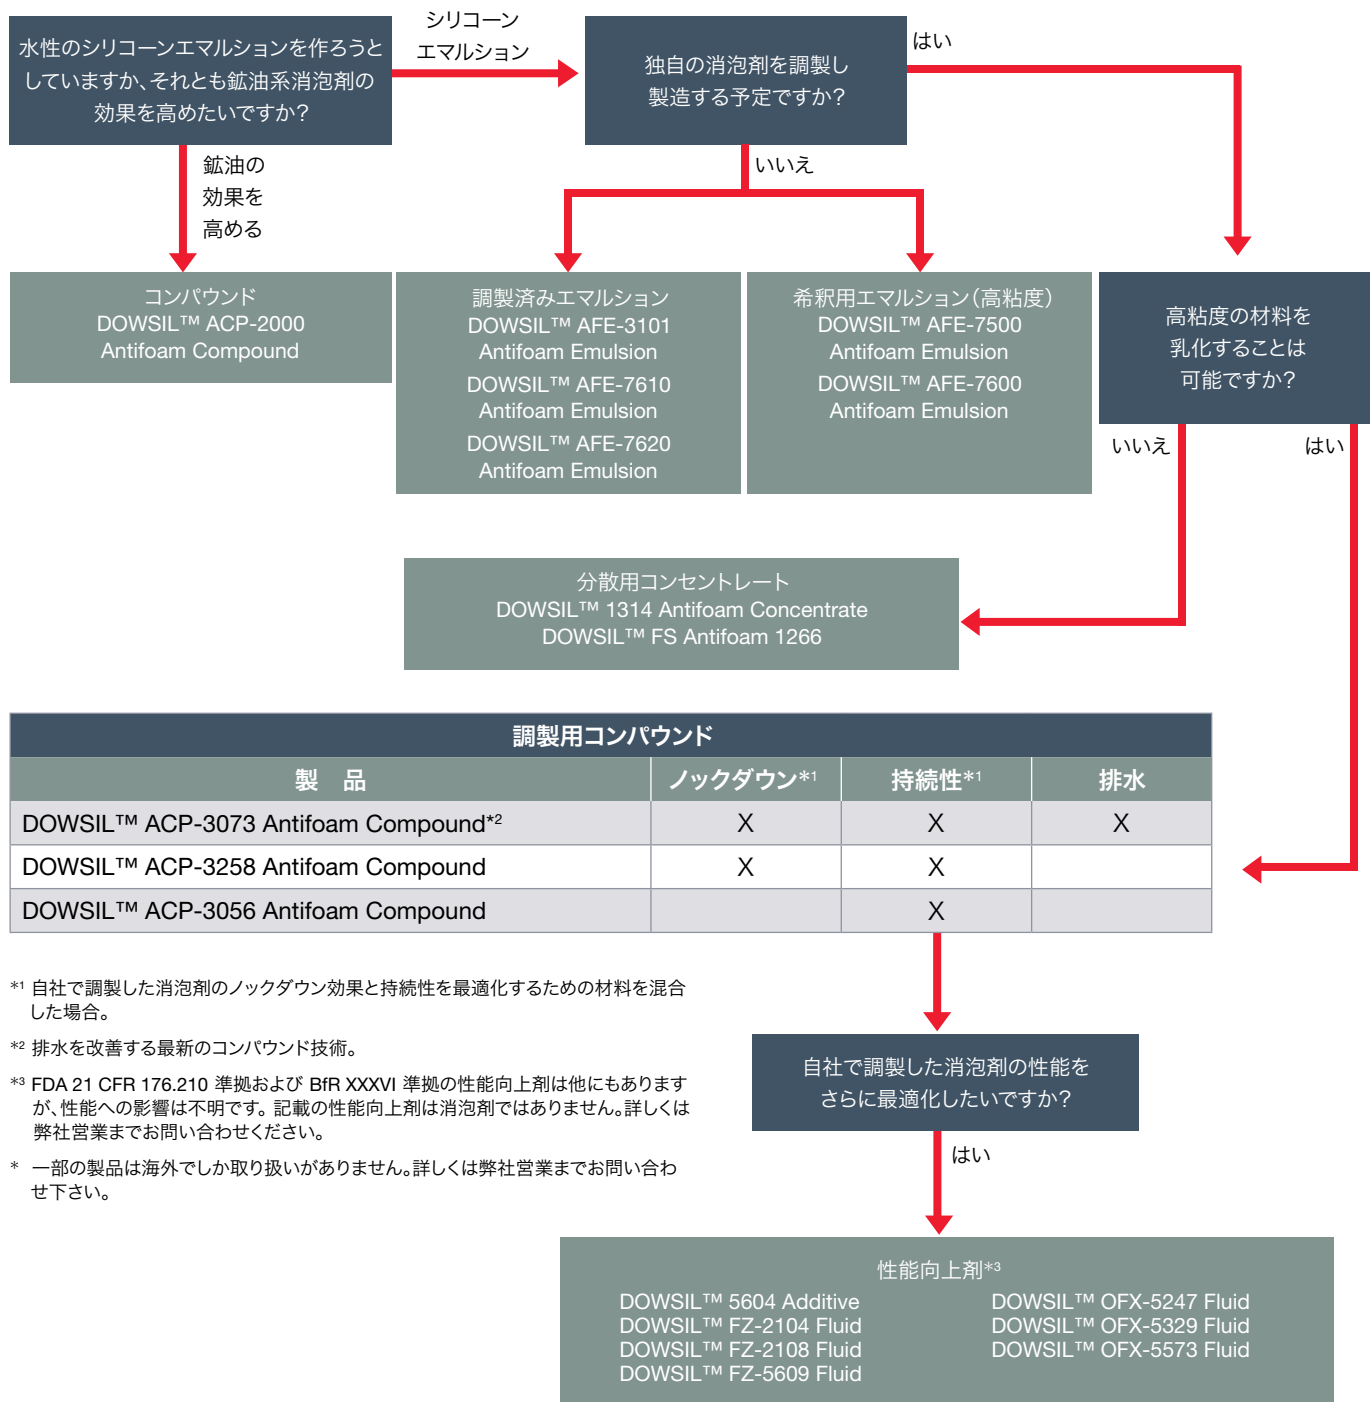 水性のシリコーンエマルションを作ろうと
していますか、それとも鉱油系消泡剤の
効果を高めたいですか?
シリコーン
エマルション
独自の消泡剤を調製し
製造する予定ですか?
はい
鉱油の
効果を
高める
いいえ
コンパウンド
DOWSIL™ ACP-2000
Antifoam Compound
調製済みエマルション
DOWSIL™ AFE-3101
Antifoam Emulsion
DOWSIL™ AFE-7610
Antifoam Emulsion
DOWSIL™ AFE-7620
Antifoam Emulsion
希釈用エマルション(高粘度)
DOWSIL™ AFE-7500
Antifoam Emulsion
DOWSIL™ AFE-7600
Antifoam Emulsion
高粘度の材料を
乳化することは
可能ですか?
いいえ
はい
分散用コンセントレート
DOWSIL™ 1314 Antifoam Concentrate
DOWSIL™ FS Antifoam 1266
調製用コンパウンド
製 品 ノックダウン*1 持続性*1 排水
DOWSIL™ ACP-3073 Antifoam Compound*2 X X X
DOWSIL™ ACP-3258 Antifoam Compound X X
DOWSIL™ ACP-3056 Antifoam Compound X
*1 自社で調製した消泡剤のノックダウン効果と持続性を最適化するための材料を混合
した場合。
*2 排水を改善する最新のコンパウンド技術。
*3 FDA 21 CFR 176.210 準拠および BfR XXXVI 準拠の性能向上剤は他にもあります
が、性能への影響は不明です。記載の性能向上剤は消泡剤ではありません。詳しくは
弊社営業までお問い合わせください。
* 一部の製品は海外でしか取り扱いがありません。詳しくは弊社営業までお問い合わ
せ下さい。
自社で調製した消泡剤の性能を
さらに最適化したいですか?
はい
性能向上剤*3
DOWSIL™ 5604 Additive
DOWSIL™ FZ-2104 Fluid
DOWSIL™ FZ-2108 Fluid
DOWSIL™ FZ-5609 Fluid
DOWSIL™ OFX-5247 Fluid
DOWSIL™ OFX-5329 Fluid
DOWSIL™ OFX-5573 Fluid